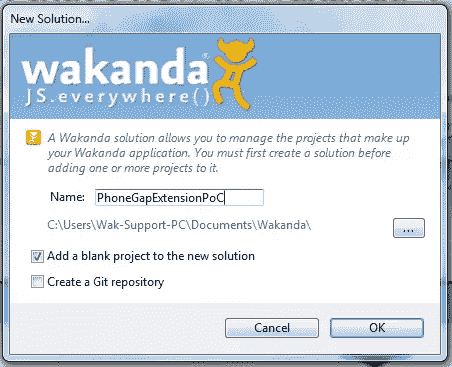 New Solution...
wakanda
JS.everywhere()
A Wakanda solution allows you to manage the projects that make up
your Wakanda application. You must first create a solution before
adding one or more projects to it.
Name: PhoneGapExtensionPoC
C:\Users\Wak-Support-PC\Documents\Wakanda\
...
Add a blank project to the new solution
Create a Git repository
Cancel OK